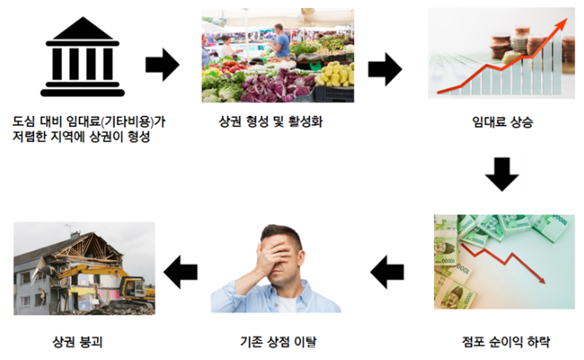 도심 대비 임대료(기타비용)가
저렴한 지역에 상권이 형성
상권 형성 및 활성화
임대료 상승
점포 순이익 하락
기존 상점 이탈
상권 붕괴